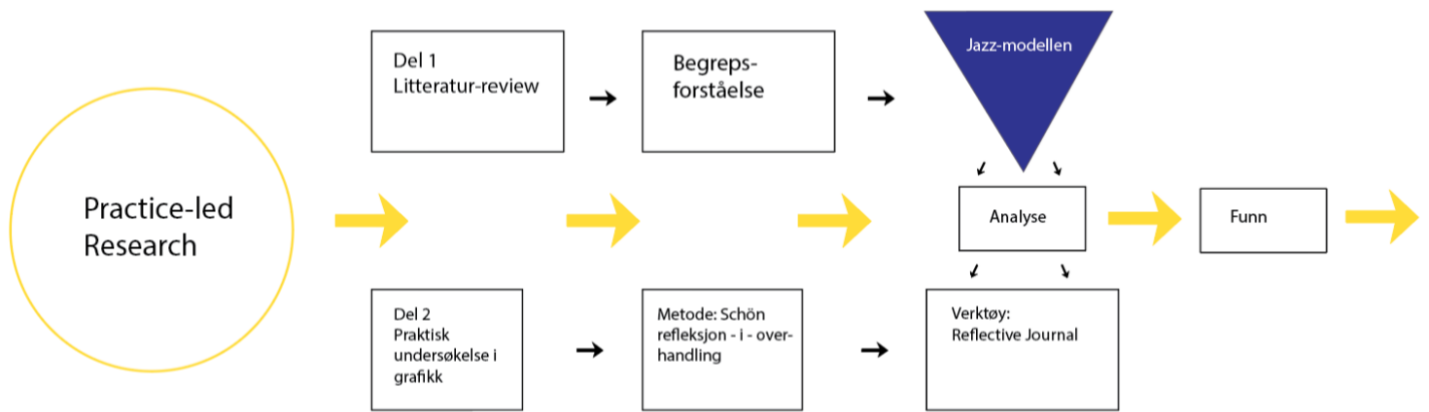 Practice-led
Research
Del 1
Litteratur-review
Begreps-
forståelse
Jazz-modellen
Analyse
Funn
Del 2
Praktisk
undersøkelse i
grafikk
Metode: Schön
refleksjon - i - over-
handling
Verktøy:
Reflective Journal